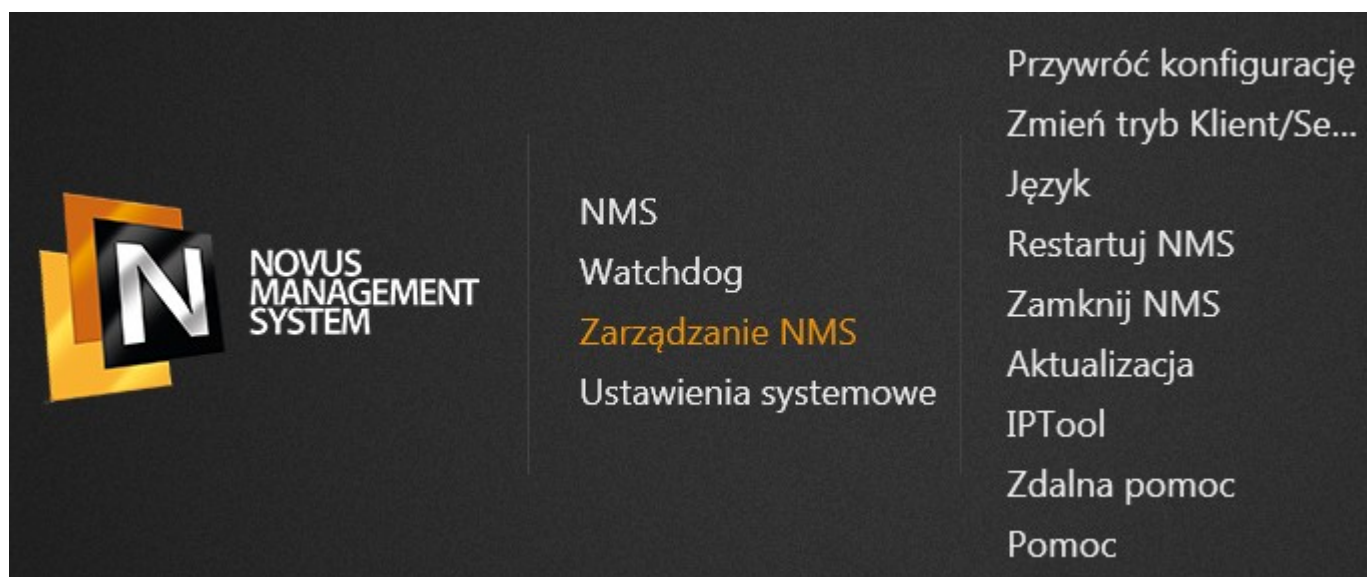 N
NOVUS
MANAGEMENT
SYSTEM
NMS
Watchdog
Zarządzanie NMS
Ustawienia systemowe
Przywróć konfigurację
Zmień tryb Klient/Se...
Język
Restartuj NMS
Zamknij NMS
Aktualizacja
IPTool
Zdalna pomoc
Pomoc